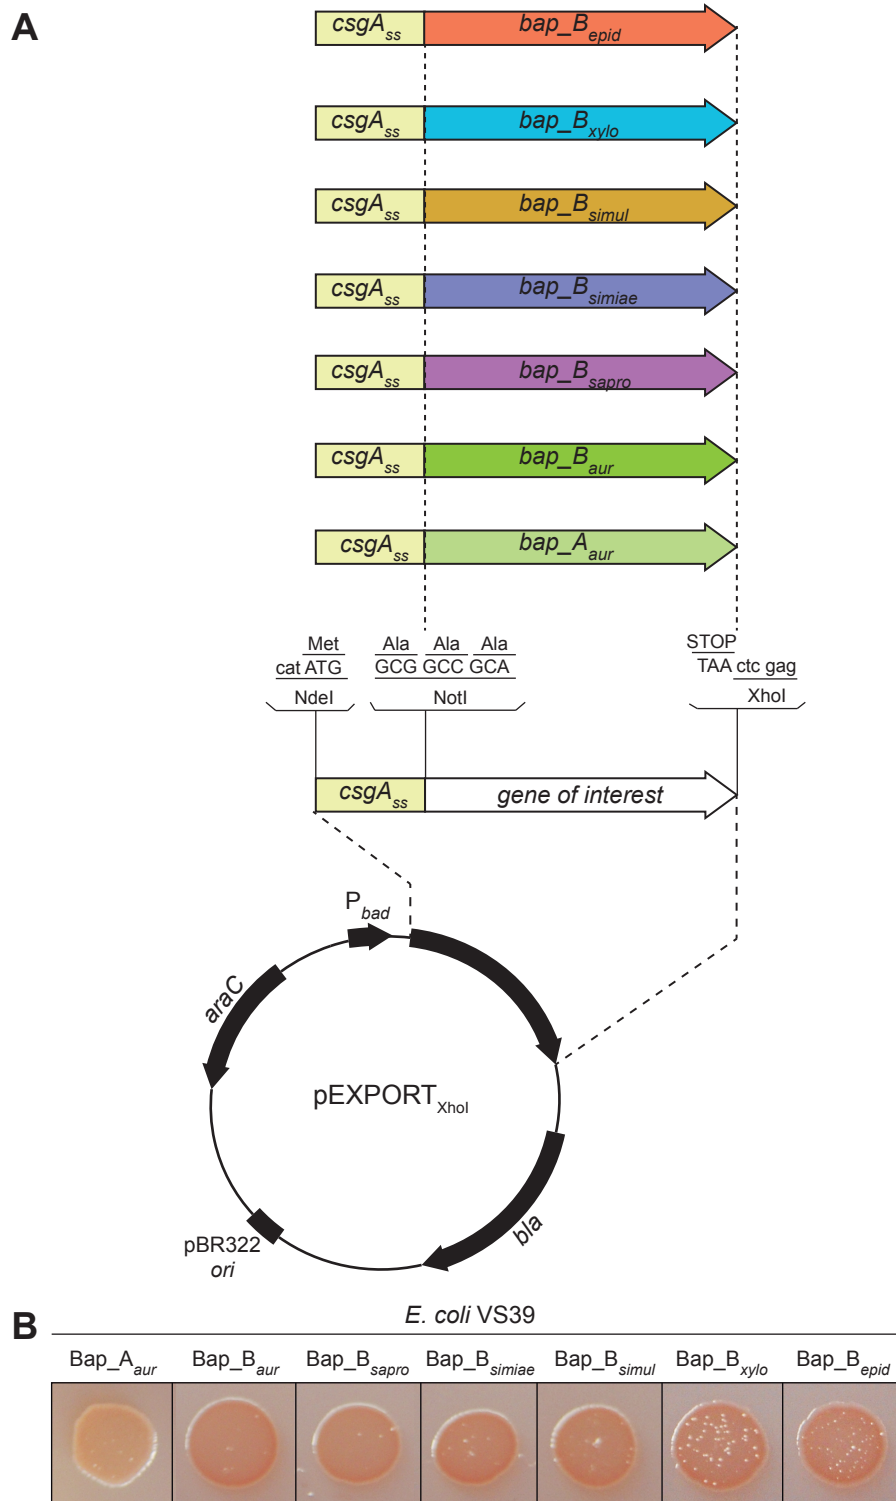 A
csgAss bap_Bepid
csgAss bap_Bxylo
csgAss bap_Bsimul
csgAss bap_Bsimiae
csgAss bap_Bsapro
csgAss bap_Baur
csgAss bap_Aaur
Met Ala Ala Ala STOP
cat ATG GCG GCC GCA TAA ctc gag
NdeI NotI XhoI
csgAss gene of interest
Pbad
araC
pEXPORTXhoI
bla
pBR322
ori
B
E. coli VS39
Bap_Aaur Bap_Baur Bap_Bsapro Bap_Bsimiae Bap_Bsimul Bap_Bxylo Bap_Bepid